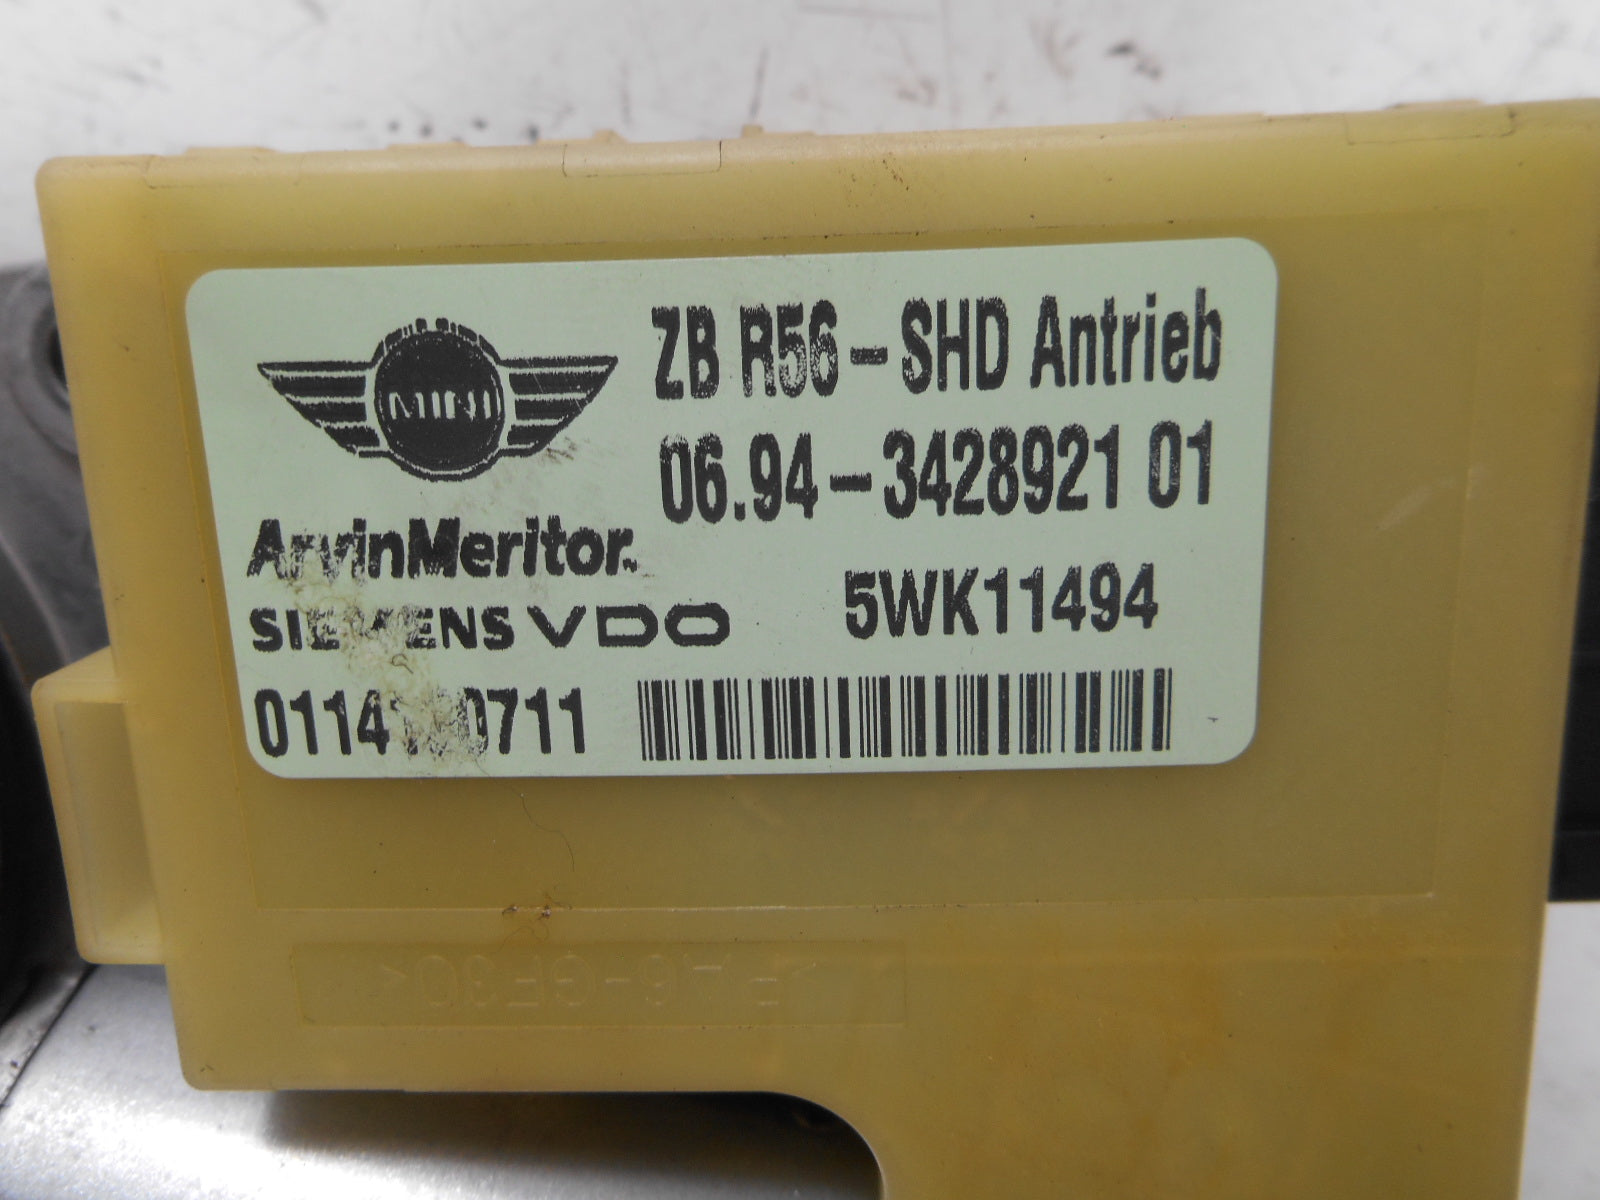 MINI
ZB R56-SHD Antrieb
06.94-3428921 01
ArvinMeritor.
SIEMENS VDO
5WK11494